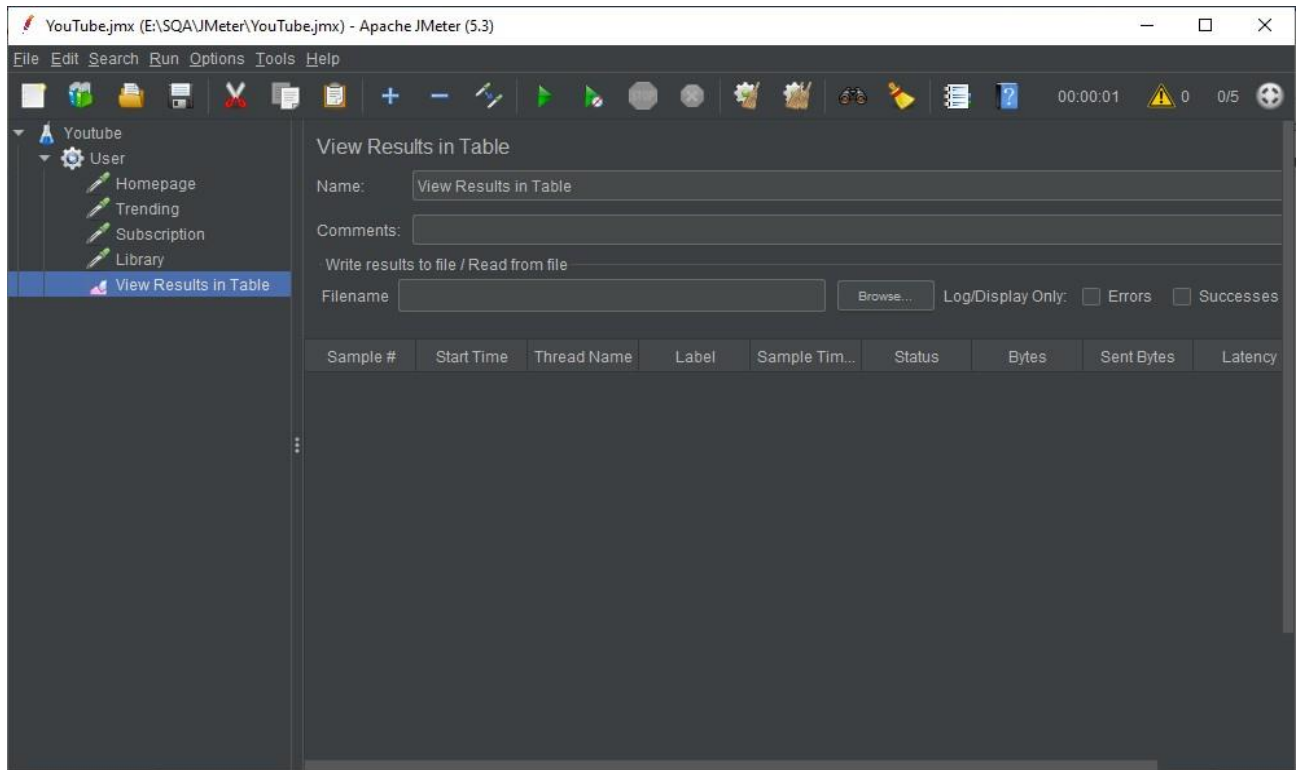 YouTube.jmx (E:\SQA\JMeter\YouTube.jmx) - Apache JMeter (5.3)
File Edit Search Run Options Tools Help
00:00:01 0 0/5
Youtube
User
Homepage
Trending
Subscription
Library
View Results in Table
View Results in Table
Name: View Results in Table
Comments:
Write results to file / Read from file
Filename Browse... Log/Display Only: Errors Successes
Sample # Start Time Thread Name Label Sample Tim... Status Bytes Sent Bytes Latency